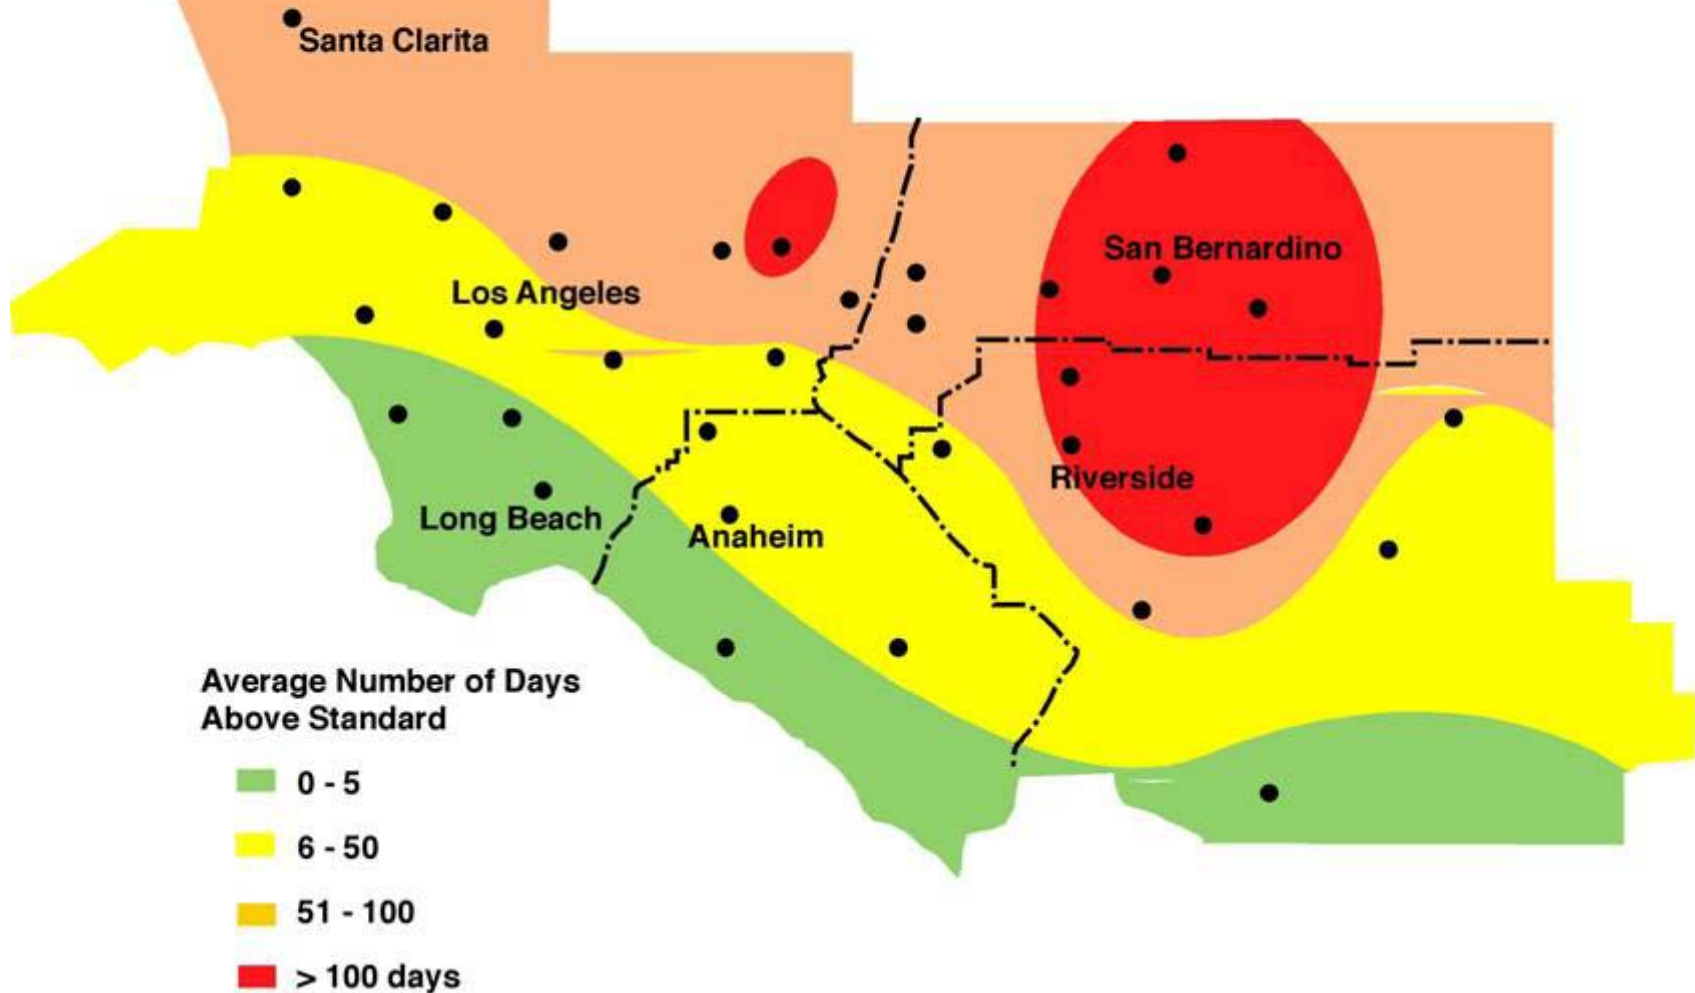 Santa Clarita
San Bernardino
Los Angeles
Riverside
Long Beach
Anaheim
Average Number of Days
Above Standard
0 - 5
6 - 50
51 - 100
> 100 days